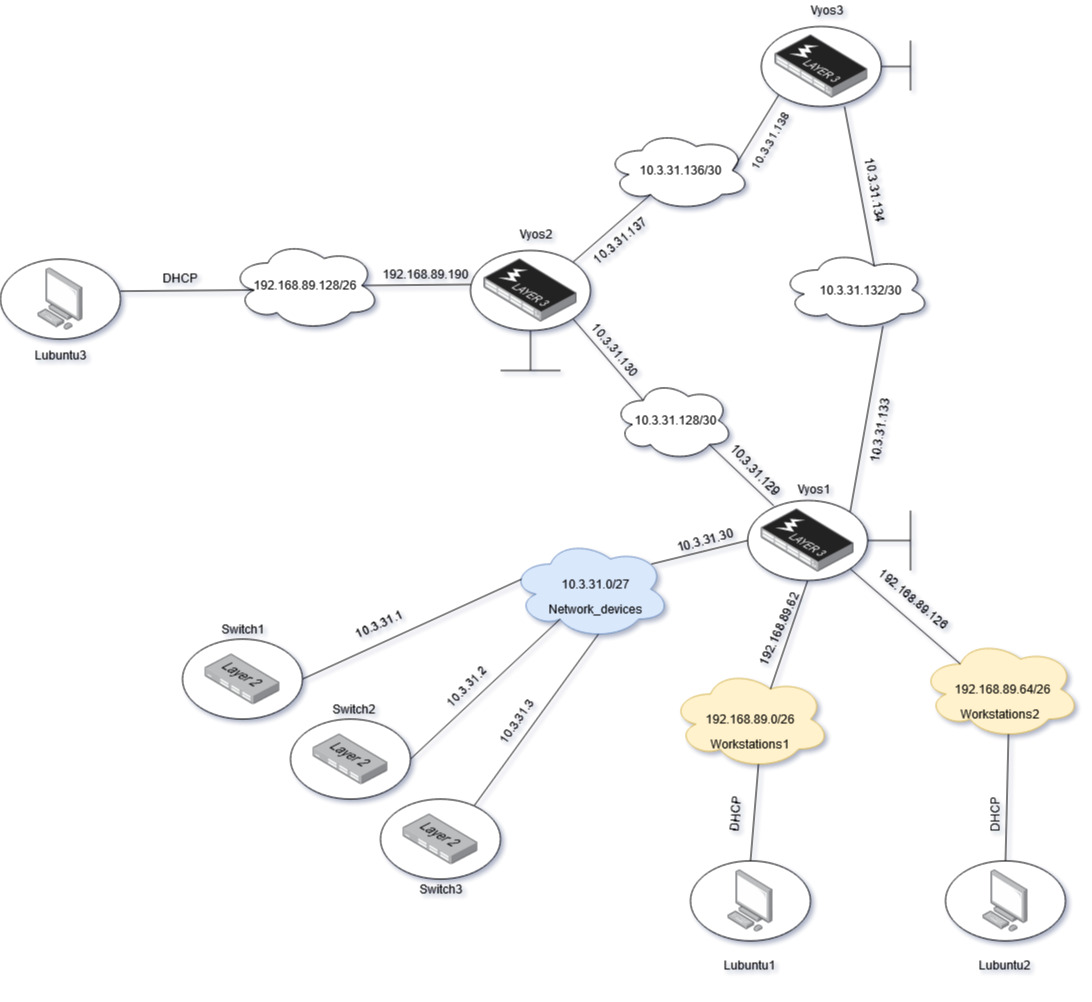 Vyos3
LAYER 3
10.3.31.138
10.3.31.136/30
10.3.31.134
10.3.31.137
Vyos2
LAYER 3
DHCP
192.168.89.128/26
192.168.89.190
10.3.31.132/30
Lubuntu3
10.3.31.130
10.3.31.128/30
10.3.31.133
10.3.31.129
Vyos1
LAYER 3
10.3.31.30
10.3.31.0/27
Network_devices
192.168.89.62
192.168.89.126
10.3.31.1
Switch1
Layer 2
10.3.31.2
Switch2
Layer 2
10.3.31.3
192.168.89.0/26
Workstations1
192.168.89.64/26
Workstations2
Layer 2
Switch3
DHCP
DHCP
Lubuntu1
Lubuntu2